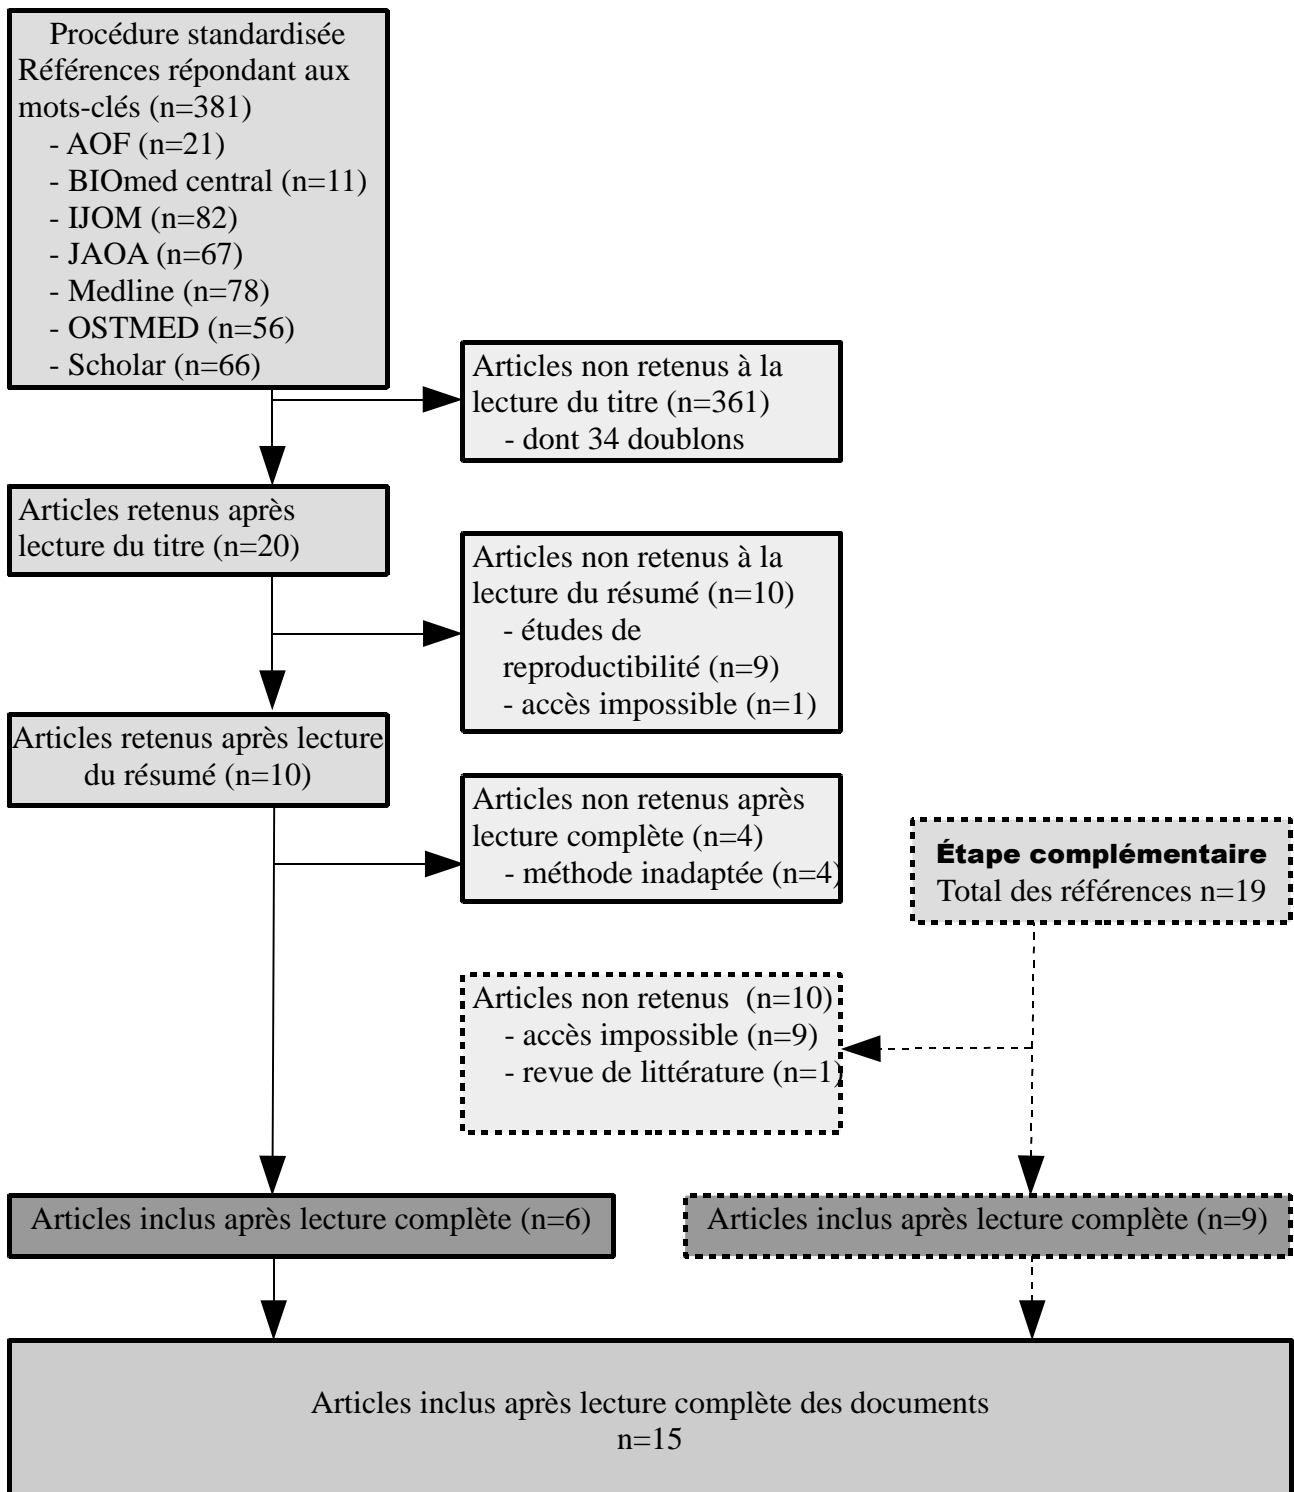 Procédure standardisée
Références répondant aux
mots-clés (n=381)
- AOF (n=21)
- BIOmed central (n=11)
- IJOM (n=82)
- JAOA (n=67)
- Medline (n=78)
- OSTMED (n=56)
- Scholar (n=66)
Articles non retenus à la
lecture du titre (n=361)
- dont 34 doublons
Articles retenus après
lecture du titre (n=20)
Articles non retenus à la
lecture du résumé (n=10)
- études de
reproductibilité (n=9)
- accès impossible (n=1)
Articles retenus après lecture
du résumé (n=10)
Articles non retenus après
lecture complète (n=4)
- méthode inadaptée (n=4)
Étape complémentaire
Total des références n=19
Articles non retenus (n=10)
- accès impossible (n=9)
- revue de littérature (n=1)
Articles inclus après lecture complète (n=6)
Articles inclus après lecture complète (n=9)
Articles inclus après lecture complète des documents
n=15